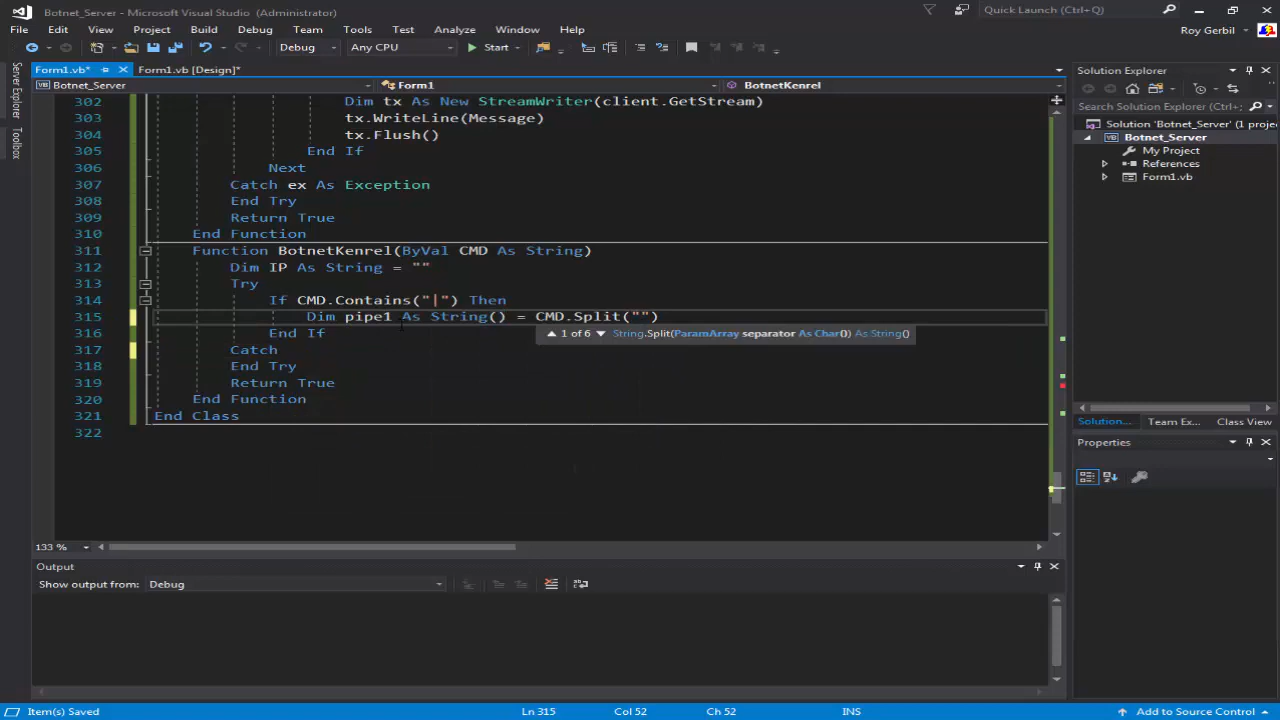 Botnet_Server - Microsoft Visual Studio (Administrator)
Quick Launch (Ctrl+Q)
File Edit View Project Build Debug Team Tools Test Analyze Window Help
Roy Gerbil
Debug Any CPU Start
Form1.vb* Form1.vb [Design]*
Botnet_Server Form1 BotnetKenrel
302 Dim tx As New StreamWriter(client.GetStream)
303 tx.WriteLine(Message)
304 tx.Flush()
305 End If
306 Next
307 Catch ex As Exception
308 End Try
309 Return True
310 End Function
311 Function BotnetKenrel(ByVal CMD As String)
312 Dim IP As String = ""
313 Try
314 If CMD.Contains("|") Then
315 Dim pipe1 As String() = CMD.Split("")
1 of 6 String.Split(ParamArray separator As Char()) As String()
316 End If
317 Catch
318 End Try
319 Return True
320 End Function
321 End Class
322
133 %
Server Explorer
Toolbox
Solution Explorer
Search Solution Explorer (Ctrl+
Solution 'Botnet_Server' (1 projec
Botnet_Server
My Project
References
Form1.vb
Solution... Team Ex... Class View
Properties
Output
Show output from: Debug
Item(s) Saved Ln 315 Col 52 Ch 52 INS Add to Source Control